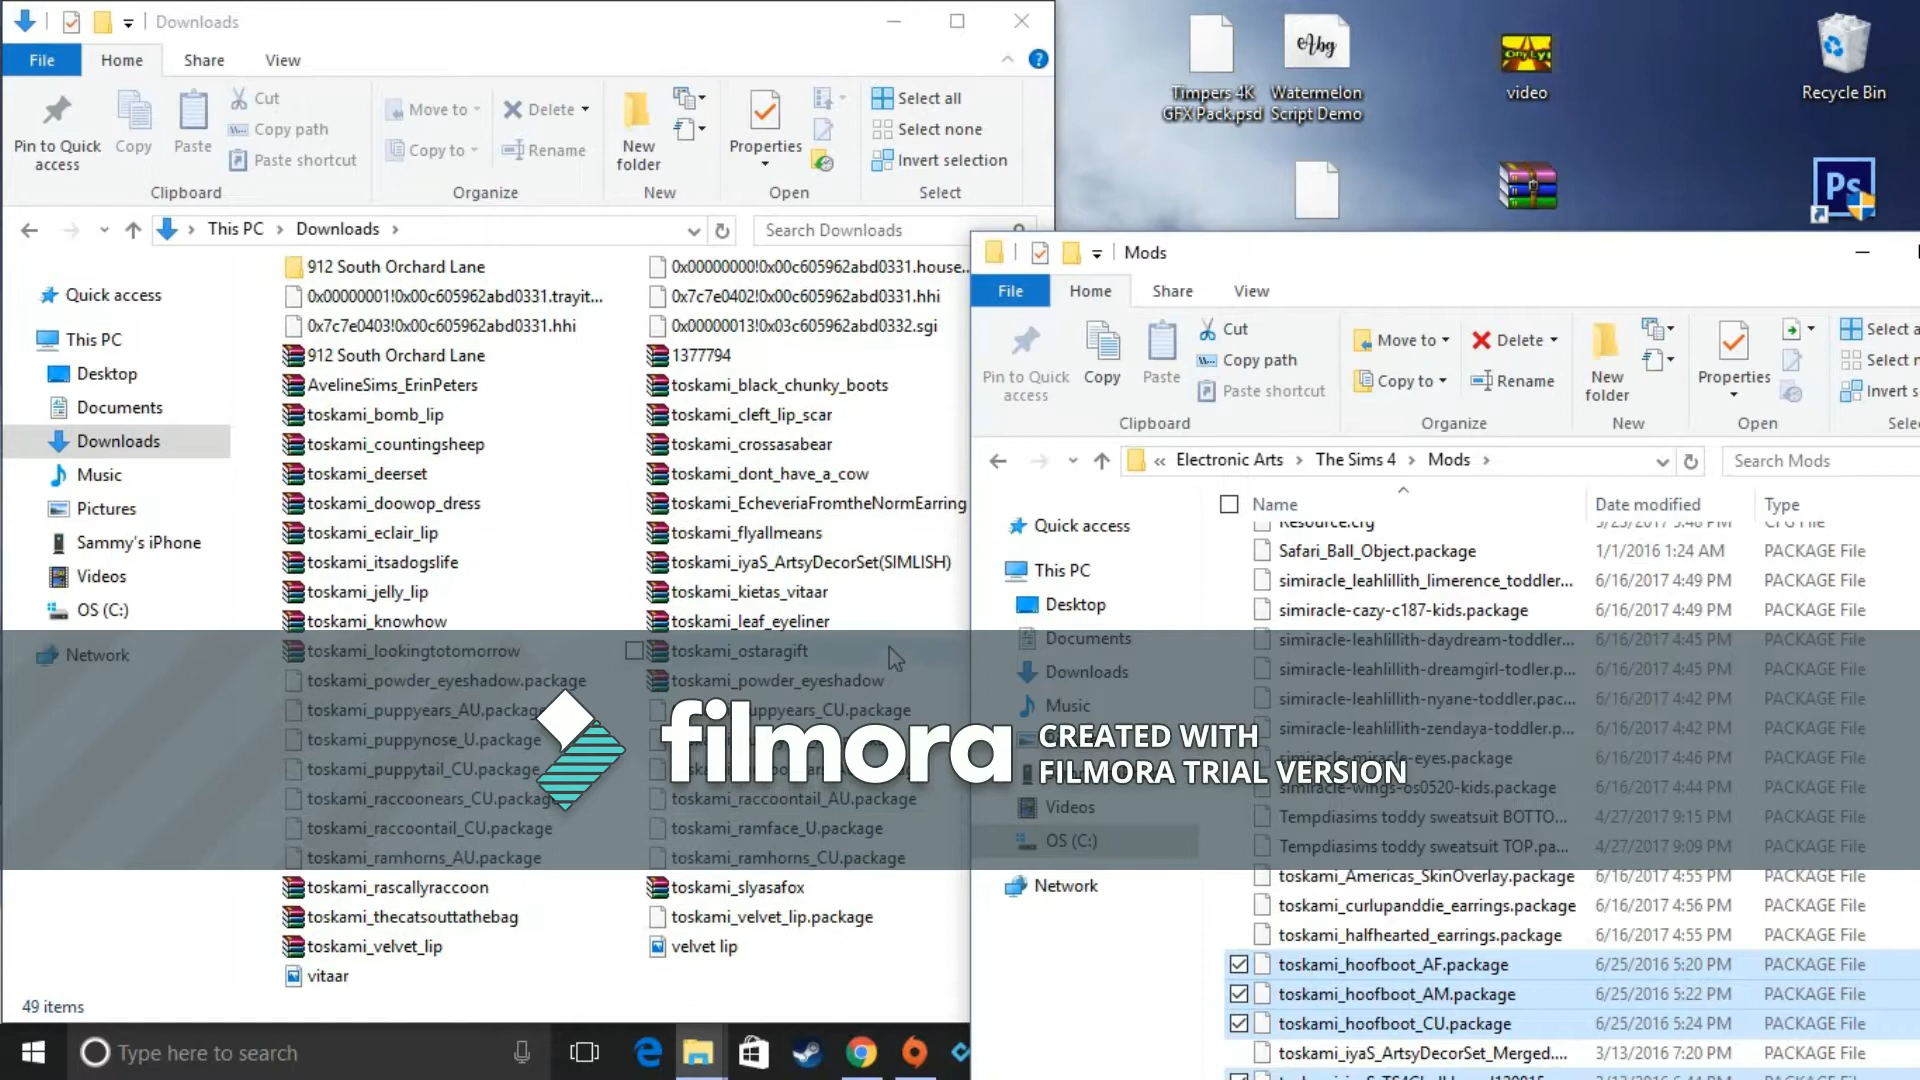 Downloads
File Home Share View
Pin to Quick access
Copy
Paste
Cut
Copy path
Paste shortcut
Clipboard
Move to
Copy to
Delete
Rename
Organize
New folder
New
Properties
Open
Select all
Select none
Invert selection
Select
This PC > Downloads >
Search Downloads
Quick access
This PC
Desktop
Documents
Downloads
Music
Pictures
Sammy's iPhone
Videos
OS (C:)
Network
912 South Orchard Lane
0x00000000!0x00c605962abd0331.house...
0x00000001!0x00c605962abd0331.trayit...
0x7c7e0402!0x00c605962abd0331.hhi
0x7c7e0403!0x00c605962abd0331.hhi
0x00000013!0x03c605962abd0332.sgi
912 South Orchard Lane
1377794
AvelineSims_ErinPeters
toskami_black_chunky_boots
toskami_bomb_lip
toskami_cleft_lip_scar
toskami_countingsheep
toskami_crossasabear
toskami_deerset
toskami_dont_have_a_cow
toskami_doowop_dress
toskami_EcheveriaFromtheNormEarring
toskami_eclair_lip
toskami_flyallmeans
toskami_itsadogslife
toskami_iyaS_ArtsyDecorSet(SIMLISH)
toskami_jelly_lip
toskami_kietas_vitaar
toskami_knowhow
toskami_leaf_eyeliner
toskami_lookingtotomorrow
toskami_ostaragift
toskami_powder_eyeshadow.package
toskami_powder_eyeshadow
toskami_puppyears_AU.package
puppyears_CU.package
toskami_puppynose_U.package
toskami_puppytail_CU.package
toskami_raccoonears_CU.package
toskami_raccoontail_AU.package
toskami_raccoontail_CU.package
toskami_ramface_U.package
toskami_ramhorns_AU.package
toskami_ramhorns_CU.package
toskami_rascallyraccoon
toskami_slyasafox
toskami_thecatsouttathebag
toskami_velvet_lip.package
toskami_velvet_lip
velvet lip
vitaar
49 items
Type here to search
Timpers 4K GFX Pack.psd
Abg
Watermelon Script Demo
Only
video
Recycle Bin
Ps
Mods
File Home Share View
Pin to Quick access
Copy
Paste
Cut
Copy path
Paste shortcut
Clipboard
Move to
Copy to
Delete
Rename
Organize
New folder
New
Properties
Open
Select a
Select n
Invert s
Selec
« Electronic Arts > The Sims 4 > Mods >
Search Mods
Name Date modified Type
Quick access
This PC
Desktop
Documents
Downloads
Music
Videos
OS (C:)
Network
Resource.cfg
Safari_Ball_Object.package 1/1/2016 1:24 AM PACKAGE File
simiracle_leahlillith_limerence_toddler... 6/16/2017 4:49 PM PACKAGE File
simiracle-cazy-c187-kids.package 6/16/2017 4:49 PM PACKAGE File
simiracle-leahlillith-daydream-toddler... 6/16/2017 4:45 PM PACKAGE File
simiracle-leahlillith-dreamgirl-todler.p... 6/16/2017 4:45 PM PACKAGE File
simiracle-leahlillith-nyane-toddler.pac... 6/16/2017 4:42 PM PACKAGE File
simiracle-leahlillith-zendaya-toddler.p... 6/16/2017 4:42 PM PACKAGE File
simiracle-miracle-eyes.package 6/16/2017 4:46 PM PACKAGE File
simiracle-wings-os0520-kids.package 6/16/2017 4:44 PM PACKAGE File
Tempdiasims toddy sweatsuit BOTTO... 4/27/2017 9:15 PM PACKAGE File
Tempdiasims toddy sweatsuit TOP.pa... 4/27/2017 9:09 PM PACKAGE File
toskami_Americas_SkinOverlay.package 6/16/2017 4:55 PM PACKAGE File
toskami_curlupanddie_earrings.package 6/16/2017 4:56 PM PACKAGE File
toskami_halfhearted_earrings.package 6/16/2017 4:55 PM PACKAGE File
toskami_hoofboot_AF.package 6/25/2016 5:20 PM PACKAGE File
toskami_hoofboot_AM.package 6/25/2016 5:22 PM PACKAGE File
toskami_hoofboot_CU.package 6/25/2016 5:24 PM PACKAGE File
toskami_iyaS_ArtsyDecorSet_Merged.... 3/13/2016 7:20 PM PACKAGE File
filmora
CREATED WITH
FILMORA TRIAL VERSION